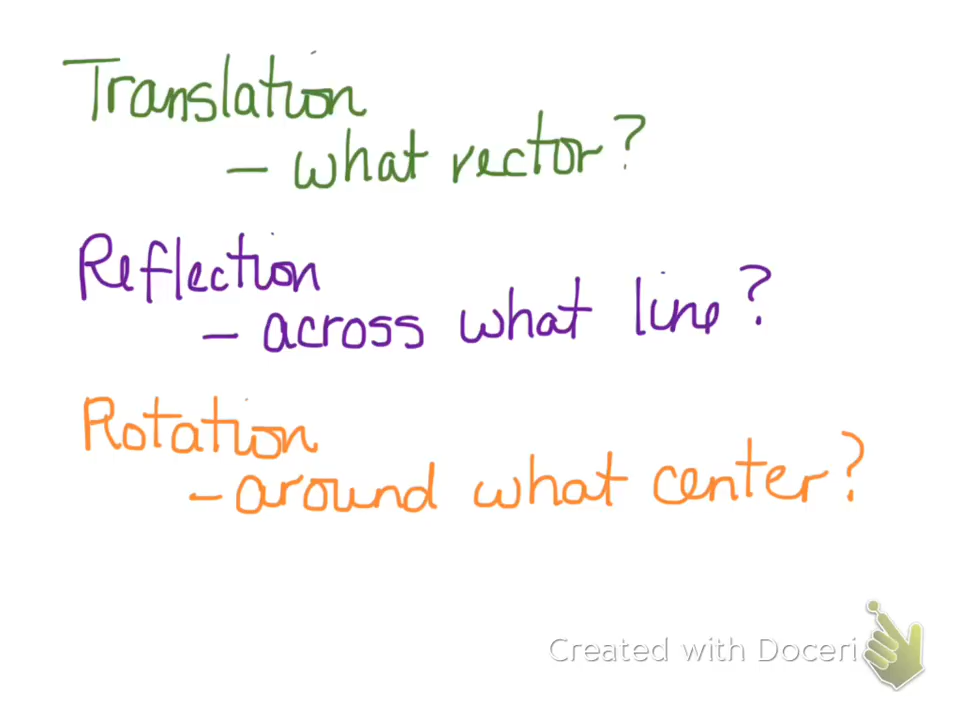 Translation
- what vector?
Reflection
- across what line?
Rotation
- around what center?
Created with Doceri